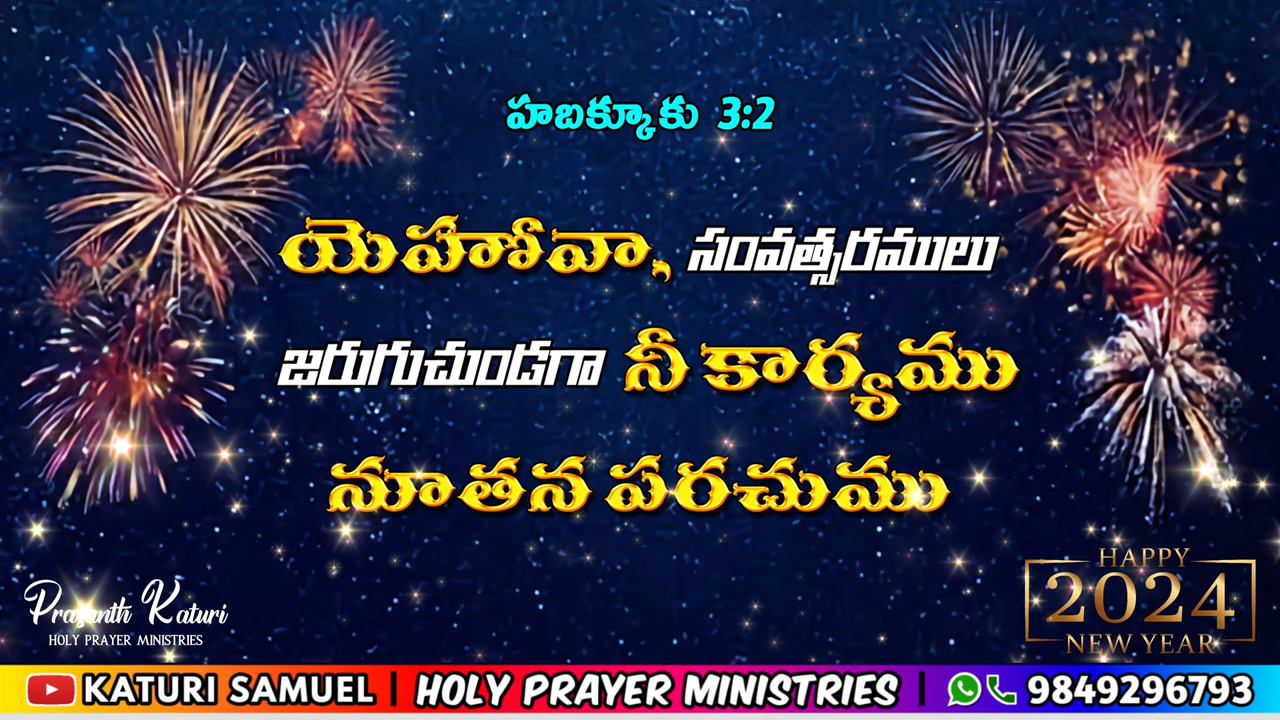 హబక్కూకు 3:2
యెహోవా, సంవత్సరములు
జరుగుచుండగా నీ కార్యము
నూతన పరచుము
Prasanth Katuri
HOLY PRAYER MINISTRIES
HAPPY
2024
NEW YEAR
KATURI SAMUEL | HOLY PRAYER MINISTRIES | 9849296793